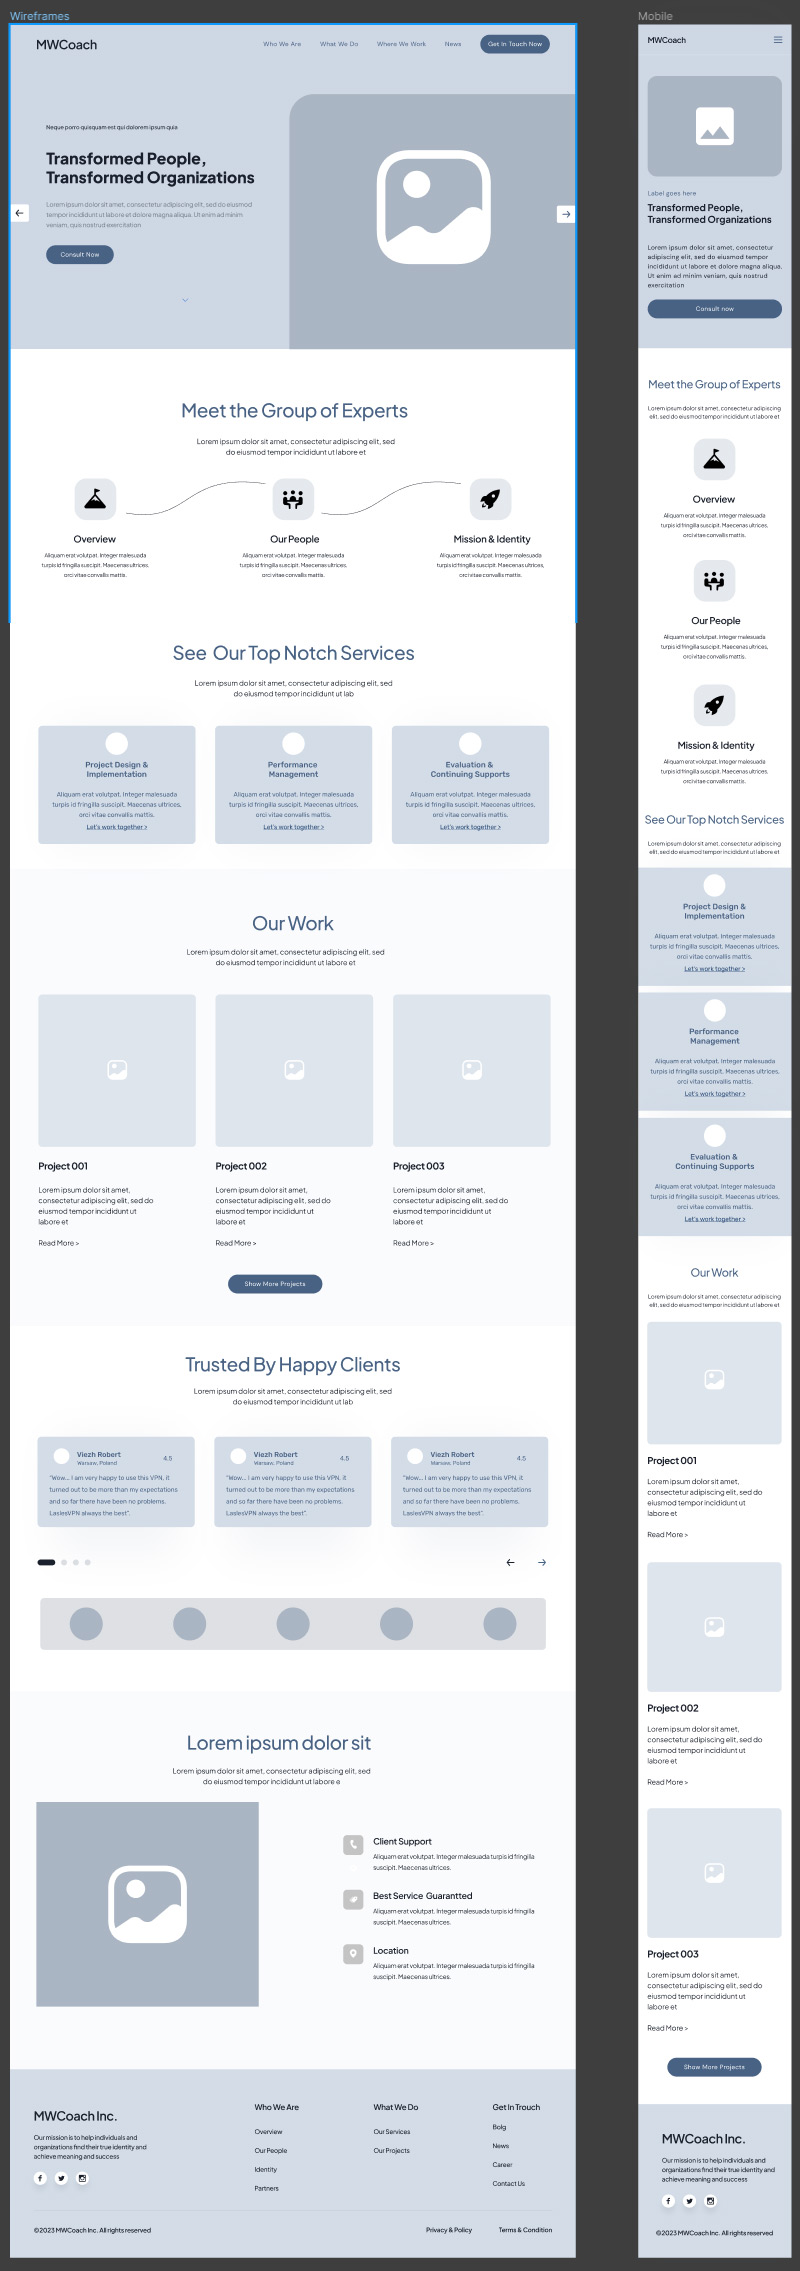 Wireframes
MWCoach
Who We Are
What We Do
Where We Work
News
Get in Touch Now
Neque porro quisquam est qui dolorem ipsum quia
Transformed People,
Transformed Organizations
Lorem ipsum dolor sit amet, consectetur adipiscing elit, sed do eiusmod
tempor incididunt ut labore et dolore magna aliqua. Ut enim ad minim
veniam, quis nostrud exercitation
Consult Now
Meet the Group of Experts
Lorem ipsum dolor sit amet, consectetur adipiscing elit, sed
do eiusmod tempor incididunt ut labore et
Overview
Aliquam erat volutpat. Integer malesuada
turpis id fringilla suscipit. Maecenas ultrices,
orci vitae convallis mattis.
Our People
Aliquam erat volutpat. Integer malesuada
turpis id fringilla suscipit. Maecenas ultrices,
orci vitae convallis mattis.
Mission & Identity
Aliquam erat volutpat. Integer malesuada
turpis id fringilla suscipit. Maecenas ultrices,
orci vitae convallis mattis.
See Our Top Notch Services
Lorem ipsum dolor sit amet, consectetur adipiscing elit, sed
do eiusmod tempor incididunt ut lab
Project Design &
Implementation
Aliquam erat volutpat. Integer malesuada
turpis id fringilla suscipit. Maecenas ultrices,
orci vitae convallis mattis.
Let's work together >
Performance
Management
Aliquam erat volutpat. Integer malesuada
turpis id fringilla suscipit. Maecenas ultrices,
orci vitae convallis mattis.
Let's work together >
Evaluation &
Continuing Supports
Aliquam erat volutpat. Integer malesuada
turpis id fringilla suscipit. Maecenas ultrices,
orci vitae convallis mattis.
Let's work together >
Our Work
Lorem ipsum dolor sit amet, consectetur adipiscing elit, sed
do eiusmod tempor incididunt ut labore et
Project 001
Lorem ipsum dolor sit amet,
consectetur adipiscing elit, sed do
eiusmod tempor incididunt ut
labore et
Read More >
Project 002
Lorem ipsum dolor sit amet,
consectetur adipiscing elit, sed do
eiusmod tempor incididunt ut
labore et
Read More >
Project 003
Lorem ipsum dolor sit amet,
consectetur adipiscing elit, sed do
eiusmod tempor incididunt ut
labore et
Read More >
Show More Projects
Trusted By Happy Clients
Lorem ipsum dolor sit amet, consectetur adipiscing elit, sed
do eiusmod tempor incididunt ut lab
Viezh Robert
Warsaw, Poland
4.5
"Wow... I am very happy to use this VPN, it
turned out to be more than my expectations
and so far there have been no problems.
LaslesVPN always the best".
Viezh Robert
Warsaw, Poland
4.5
"Wow... I am very happy to use this VPN, it
turned out to be more than my expectations
and so far there have been no problems.
LaslesVPN always the best".
Viezh Robert
Warsaw, Poland
4.5
"Wow... I am very happy to use this VPN, it
turned out to be more than my expectations
and so far there have been no problems.
LaslesVPN always the best".
Lorem ipsum dolor sit
Lorem ipsum dolor sit amet, consectetur adipiscing elit, sed
do eiusmod tempor incididunt ut labore e
Client Support
Aliquam erat volutpat. Integer malesuada turpis id fringilla
suscipit. Maecenas ultrices.
Best Service Guarantted
Aliquam erat volutpat. Integer malesuada turpis id fringilla
suscipit. Maecenas ultrices.
Location
Aliquam erat volutpat. Integer malesuada turpis id fringilla
suscipit. Maecenas ultrices.
MWCoach Inc.
Our mission is to help individuals and
organizations find their true identity and
achieve meaning and success
Who We Are
Overview
Our People
Identity
Partners
What We Do
Our Services
Our Projects
Get In Trouch
Bolg
News
Career
Contact Us
©2023 MWCoach Inc. All rights reserved
Privacy & Policy
Terms & Condition
Mobile
MWCoach
Label goes here
Transformed People,
Transformed Organizations
Lorem ipsum dolor sit amet, consectetur
adipiscing elit, sed do eiusmod tempor
incididunt ut labore et dolore magna aliqua.
Ut enim ad minim veniam, quis nostrud
exercitation
Consult now
Meet the Group of Experts
Lorem ipsum dolor sit amet, consectetur adipiscing
elit, sed do eiusmod tempor incididunt ut labore et
Overview
Aliquam erat volutpat. Integer malesuada
turpis id fringilla suscipit. Maecenas ultrices,
orci vitae convallis mattis.
Our People
Aliquam erat volutpat. Integer malesuada
turpis id fringilla suscipit. Maecenas ultrices,
orci vitae convallis mattis.
Mission & Identity
Aliquam erat volutpat. Integer malesuada
turpis id fringilla suscipit. Maecenas ultrices,
orci vitae convallis mattis.
See Our Top Notch Services
Lorem ipsum dolor sit amet, consectetur adipiscing
elit, sed do eiusmod tempor incididunt ut labore et
Project Design &
Implementation
Aliquam erat volutpat. Integer malesuada
turpis id fringilla suscipit. Maecenas ultrices,
orci vitae convallis mattis.
Let's work together >
Performance
Management
Aliquam erat volutpat. Integer malesuada
turpis id fringilla suscipit. Maecenas ultrices,
orci vitae convallis mattis.
Let's work together >
Evaluation &
Continuing Supports
Aliquam erat volutpat. Integer malesuada
turpis id fringilla suscipit. Maecenas ultrices,
orci vitae convallis mattis.
Let's work together >
Our Work
Lorem ipsum dolor sit amet, consectetur adipiscing
elit, sed do eiusmod tempor incididunt ut labore et
Project 001
Lorem ipsum dolor sit amet,
consectetur adipiscing elit, sed do
eiusmod tempor incididunt ut
labore et
Read More >
Project 002
Lorem ipsum dolor sit amet,
consectetur adipiscing elit, sed do
eiusmod tempor incididunt ut
labore et
Read More >
Project 003
Lorem ipsum dolor sit amet,
consectetur adipiscing elit, sed do
eiusmod tempor incididunt ut
labore et
Read More >
Show More Projects
MWCoach Inc.
Our mission is to help individuals and
organizations find their true identity and
achieve meaning and success
©2023 MWCoach Inc. All rights reserved